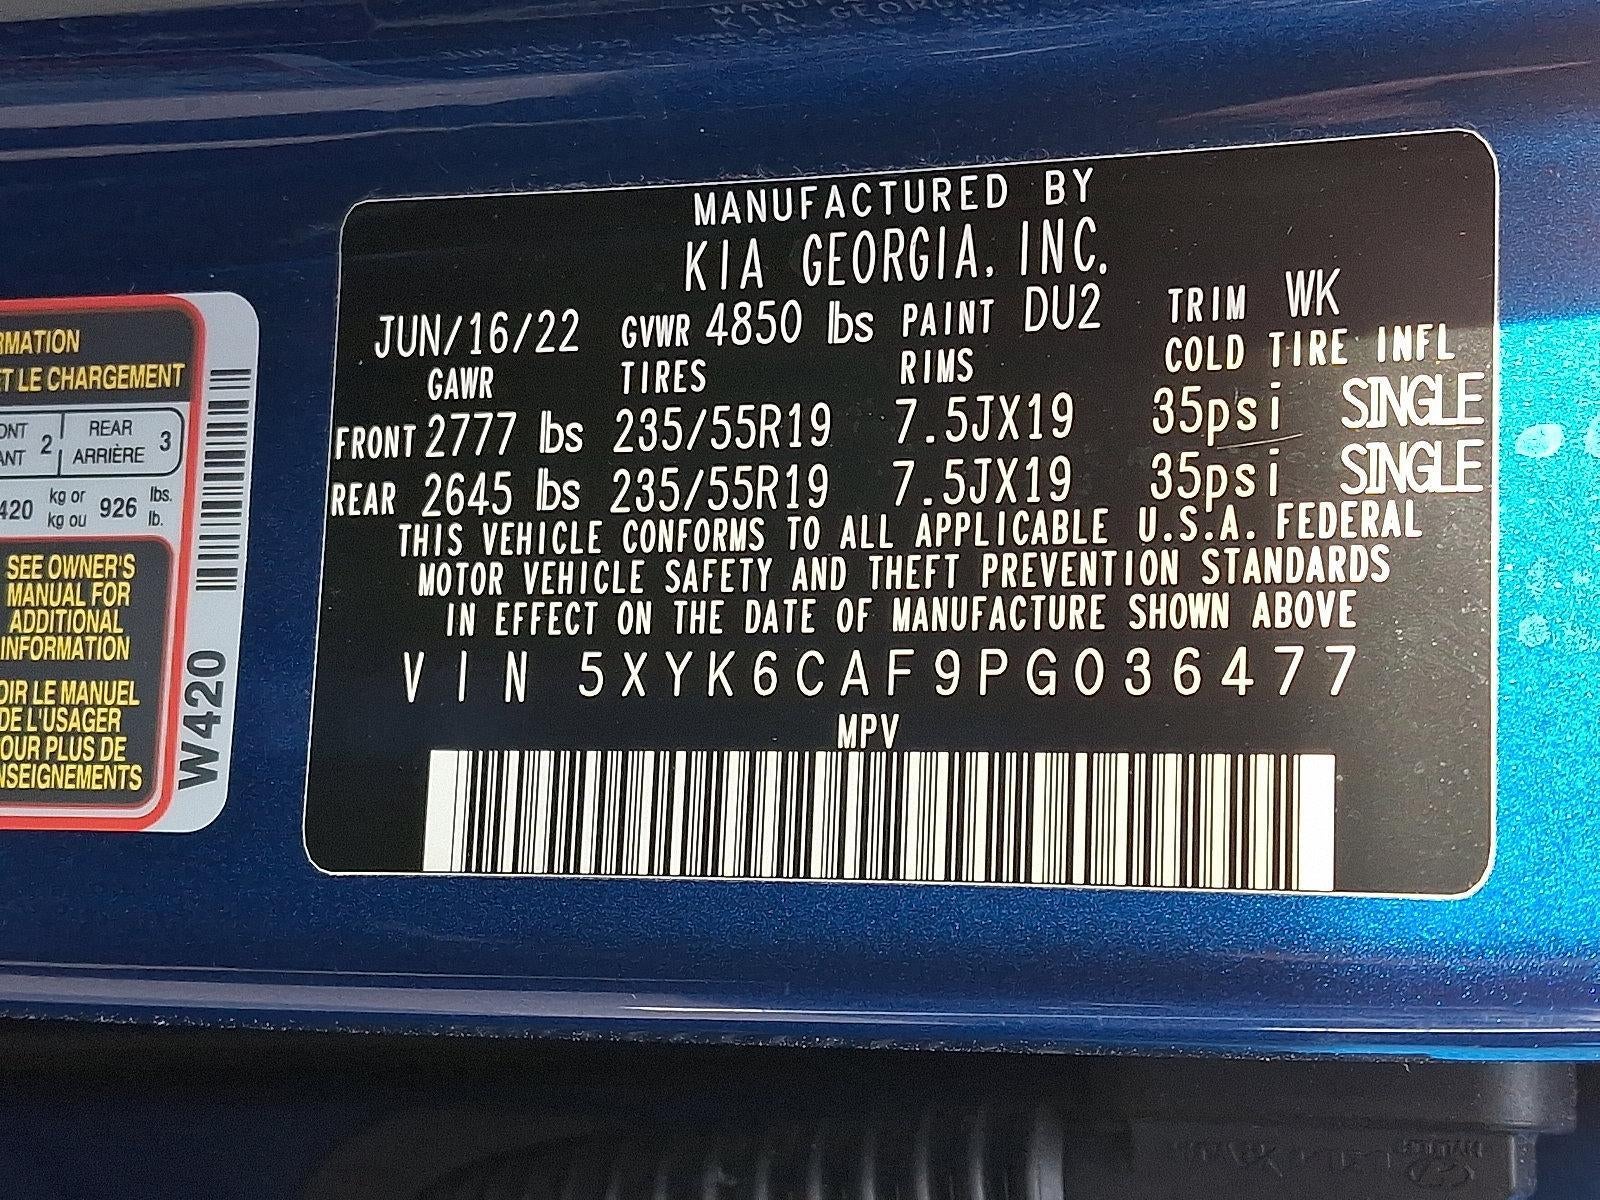 MANUFACTURED BY
KIA GEORGIA, INC.
JUN/16/22 GVWR 4850 lbs PAINT DU2 TRIM WK
GAWR TIRES RIMS COLD TIRE INFL
FRONT 2777 lbs 235/55R19 7.5JX19 35psi SINGLE
REAR 2645 lbs 235/55R19 7.5JX19 35psi SINGLE
THIS VEHICLE CONFORMS TO ALL APPLICABLE U.S.A. FEDERAL
MOTOR VEHICLE SAFETY AND THEFT PREVENTION STANDARDS
IN EFFECT ON THE DATE OF MANUFACTURE SHOWN ABOVE
VIN 5XYK6CAF9PG036477
MPV
RMATION
ET LE CHARGEMENT
ONT 2 REAR 3
ANT ARRIÈRE
420 kg or 926 lbs.
kg ou lb.
SEE OWNER'S
MANUAL FOR
ADDITIONAL
INFORMATION
OIR LE MANUEL
DE L'USAGER
OUR PLUS DE
NSEIGNEMENTS
W420